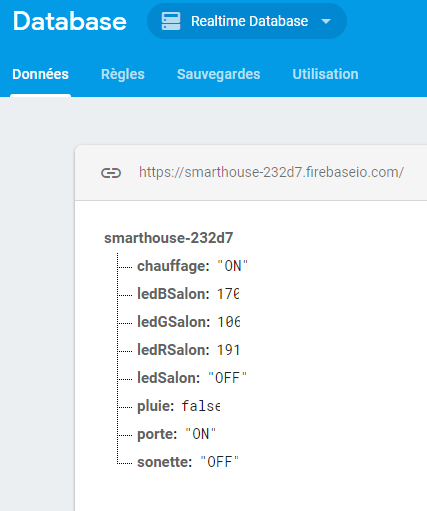 Database Realtime Database
Données Règles Sauvegardes Utilisation
https://smarthouse-232d7.firebaseio.com/
smarthouse-232d7
chauffage: "ON"
ledBSalon: 170
ledGSalon: 106
ledRSalon: 191
ledSalon: "OFF"
pluie: false
porte: "ON"
sonette: "OFF"